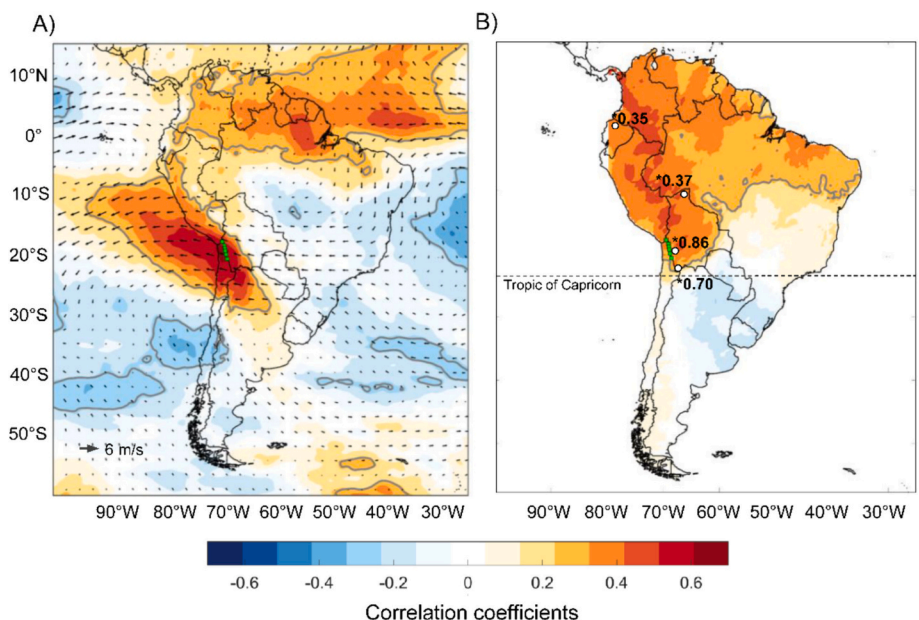 A)
B)
10°N
0°
10°S
20°S
30°S
40°S
50°S
6 m/s
*0.35
*0.37
*0.86
*0.70
Tropic of Capricorn
90°W 80°W 70°W 60°W 50°W 40°W 30°W
90°W 80°W 70°W 60°W 50°W 40°W 30°W
-0.6 -0.4 -0.2 0 0.2 0.4 0.6
Correlation coefficients